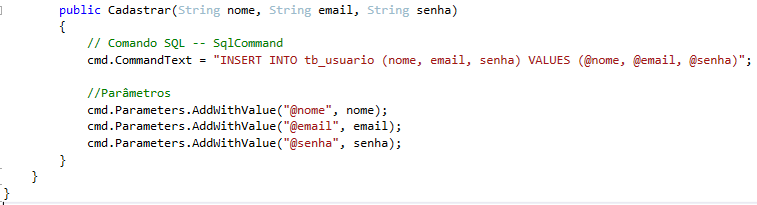 public Cadastrar(String nome, String email, String senha)
{
// Comando SQL -- SqlCommand
cmd.CommandText = "INSERT INTO tb_usuario (nome, email, senha) VALUES (@nome, @email, @senha)";
//Parâmetros
cmd.Parameters.AddWithValue("@nome", nome);
cmd.Parameters.AddWithValue("@email", email);
cmd.Parameters.AddWithValue("@senha", senha);
}
}
}